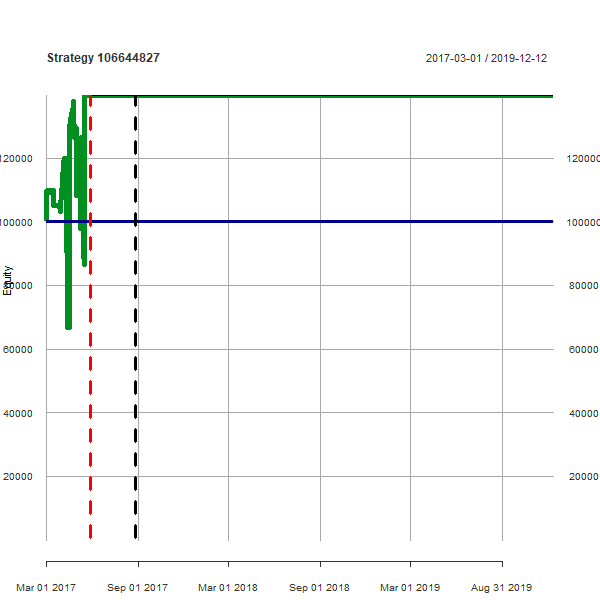 Strategy 106644827 2017-03-01 / 2019-12-12
120000 120000
100000 100000
Equity
80000 80000
60000 60000
40000 40000
20000 20000
Mar 01 2017 Sep 01 2017 Mar 01 2018 Sep 01 2018 Mar 01 2019 Aug 31 2019